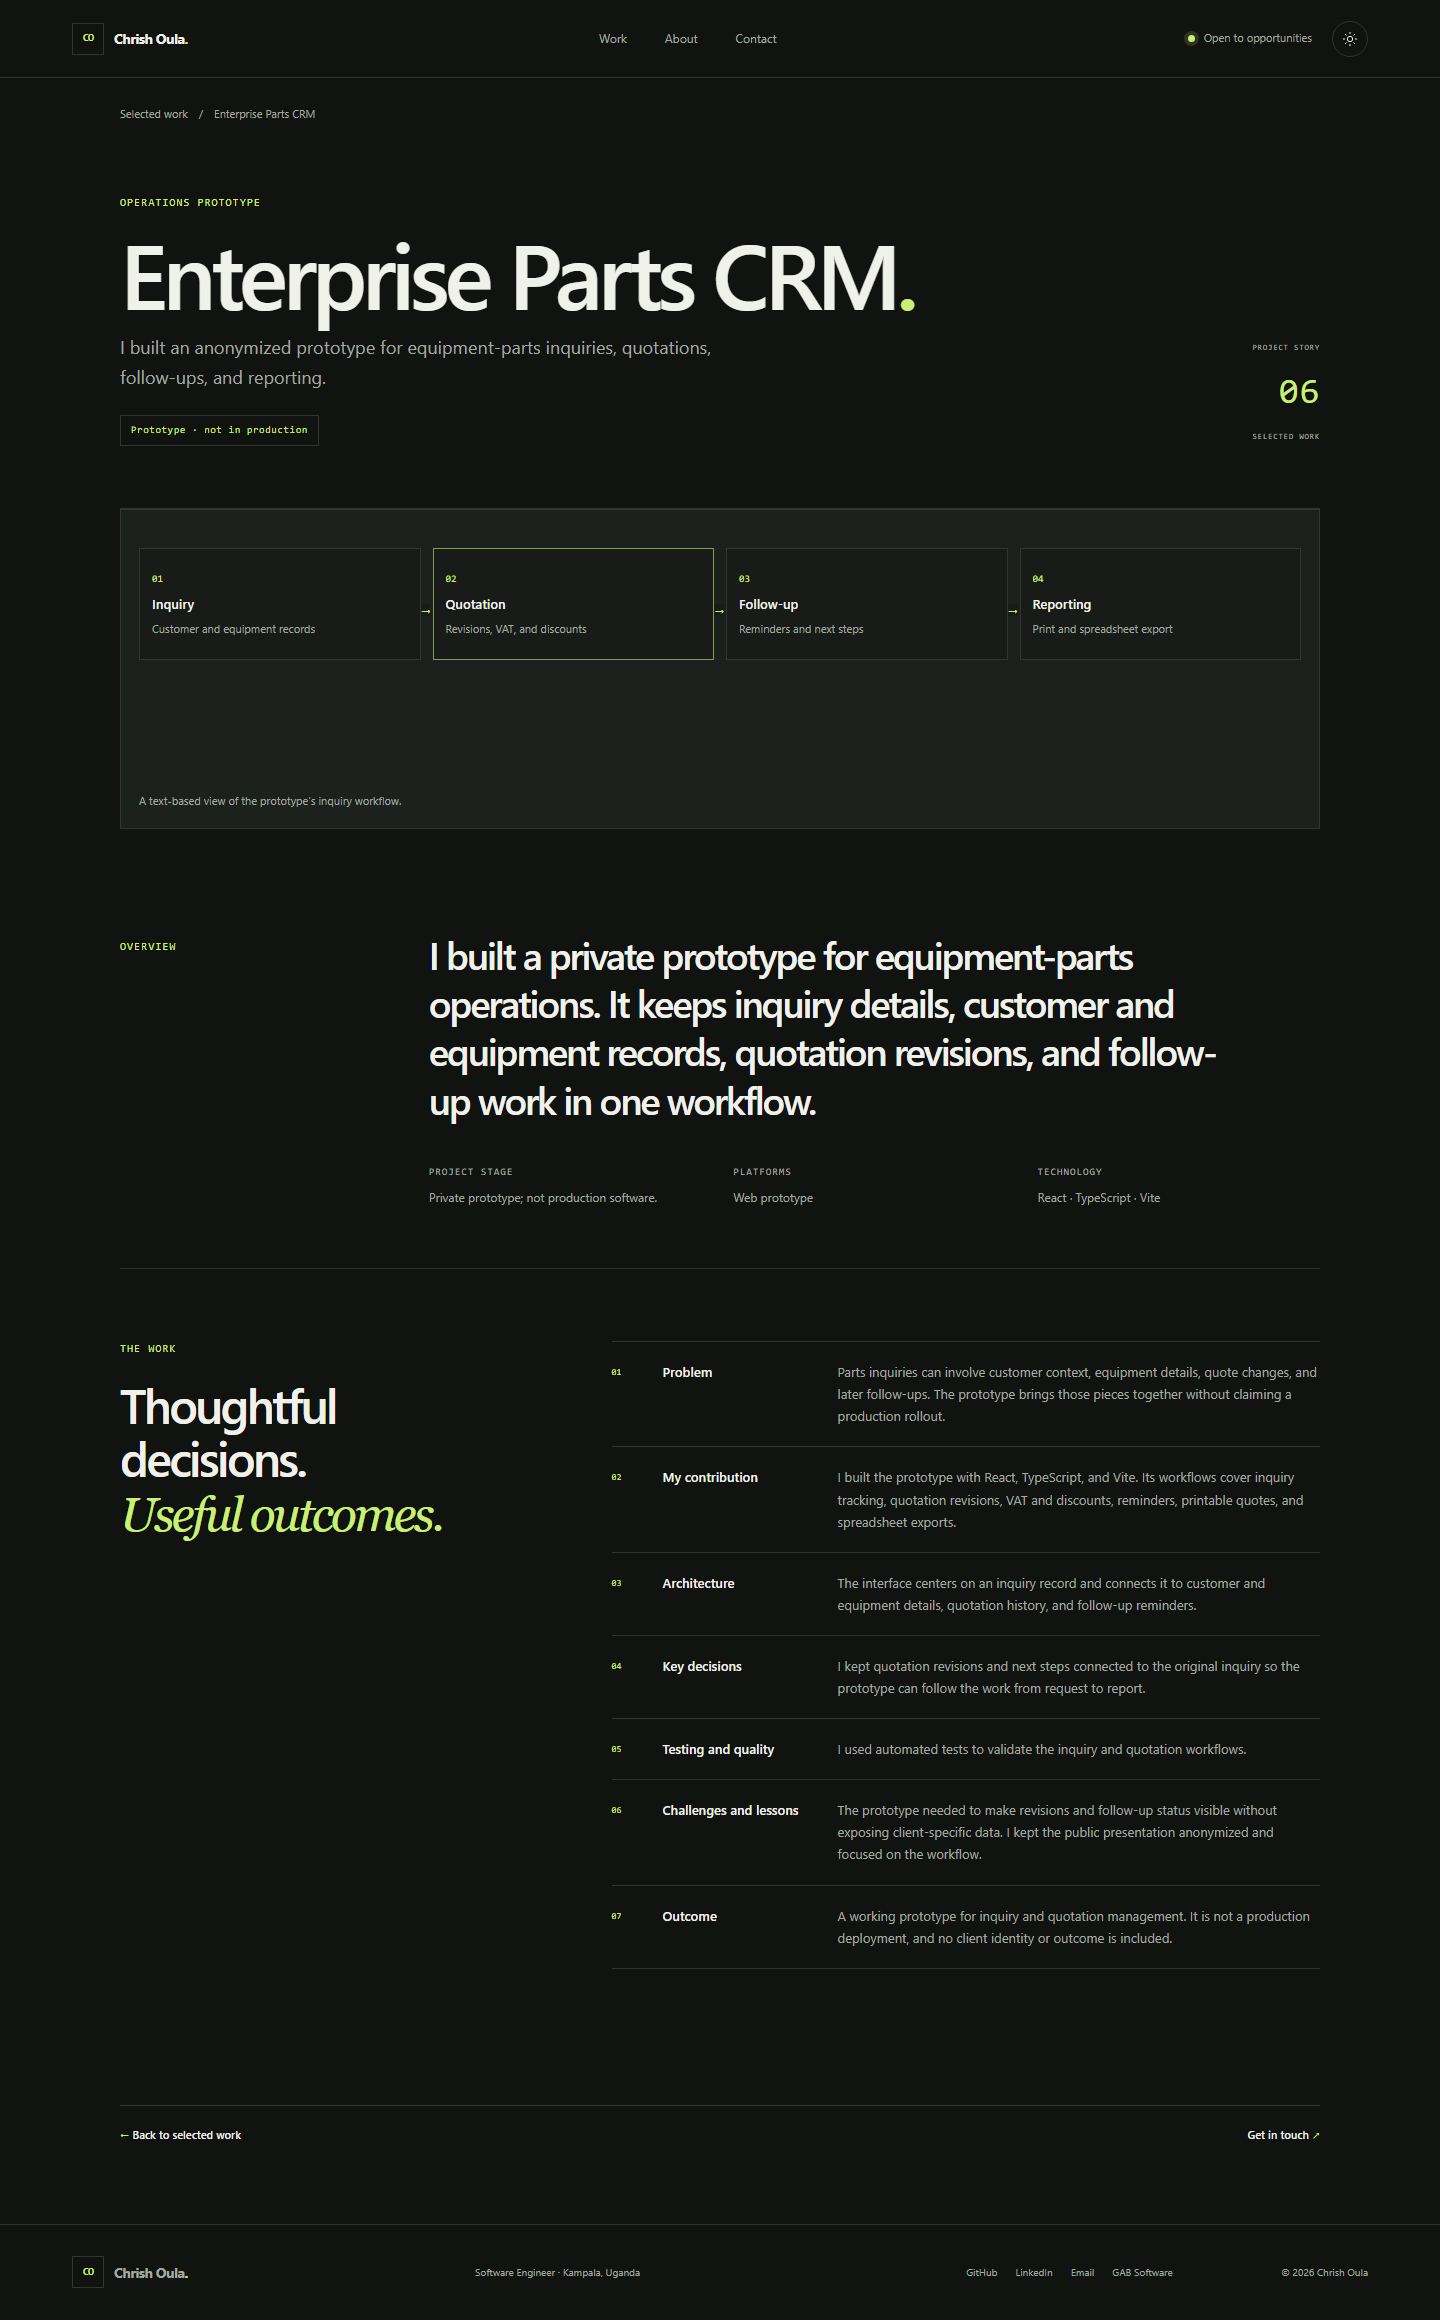 CO
Chrish Oula.
Work
About
Contact
Open to opportunities
Selected work / Enterprise Parts CRM
OPERATIONS PROTOTYPE
Enterprise Parts CRM.
I built an anonymized prototype for equipment-parts inquiries, quotations,
follow-ups, and reporting.
Prototype · not in production
PROJECT STORY
06
SELECTED WORK
01
Inquiry
Customer and equipment records
→
02
Quotation
Revisions, VAT, and discounts
→
03
Follow-up
Reminders and next steps
→
04
Reporting
Print and spreadsheet export
A text-based view of the prototype's inquiry workflow.
OVERVIEW
I built a private prototype for equipment-parts
operations. It keeps inquiry details, customer and
equipment records, quotation revisions, and follow-
up work in one workflow.
PROJECT STAGE
Private prototype; not production software.
PLATFORMS
Web prototype
TECHNOLOGY
React · TypeScript · Vite
THE WORK
Thoughtful
decisions.
Useful outcomes.
01
Problem
Parts inquiries can involve customer context, equipment details, quote changes, and
later follow-ups. The prototype brings those pieces together without claiming a
production rollout.
02
My contribution
I built the prototype with React, TypeScript, and Vite. Its workflows cover inquiry
tracking, quotation revisions, VAT and discounts, reminders, printable quotes, and
spreadsheet exports.
03
Architecture
The interface centers on an inquiry record and connects it to customer and
equipment details, quotation history, and follow-up reminders.
04
Key decisions
I kept quotation revisions and next steps connected to the original inquiry so the
prototype can follow the work from request to report.
05
Testing and quality
I used automated tests to validate the inquiry and quotation workflows.
06
Challenges and lessons
The prototype needed to make revisions and follow-up status visible without
exposing client-specific data. I kept the public presentation anonymized and
focused on the workflow.
07
Outcome
A working prototype for inquiry and quotation management. It is not a production
deployment, and no client identity or outcome is included.
← Back to selected work
Get in touch ↗
CO
Chrish Oula.
Software Engineer · Kampala, Uganda
GitHub
LinkedIn
Email
GAB Software
© 2026 Chrish Oula